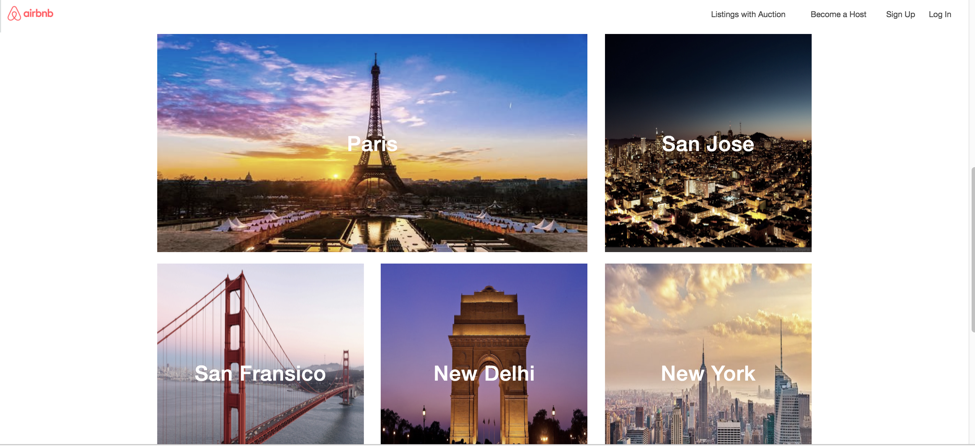 airbnb
Listings with Auction Become a Host Sign Up Log In
Paris
San Jose
San Fransico
New Delhi
New York